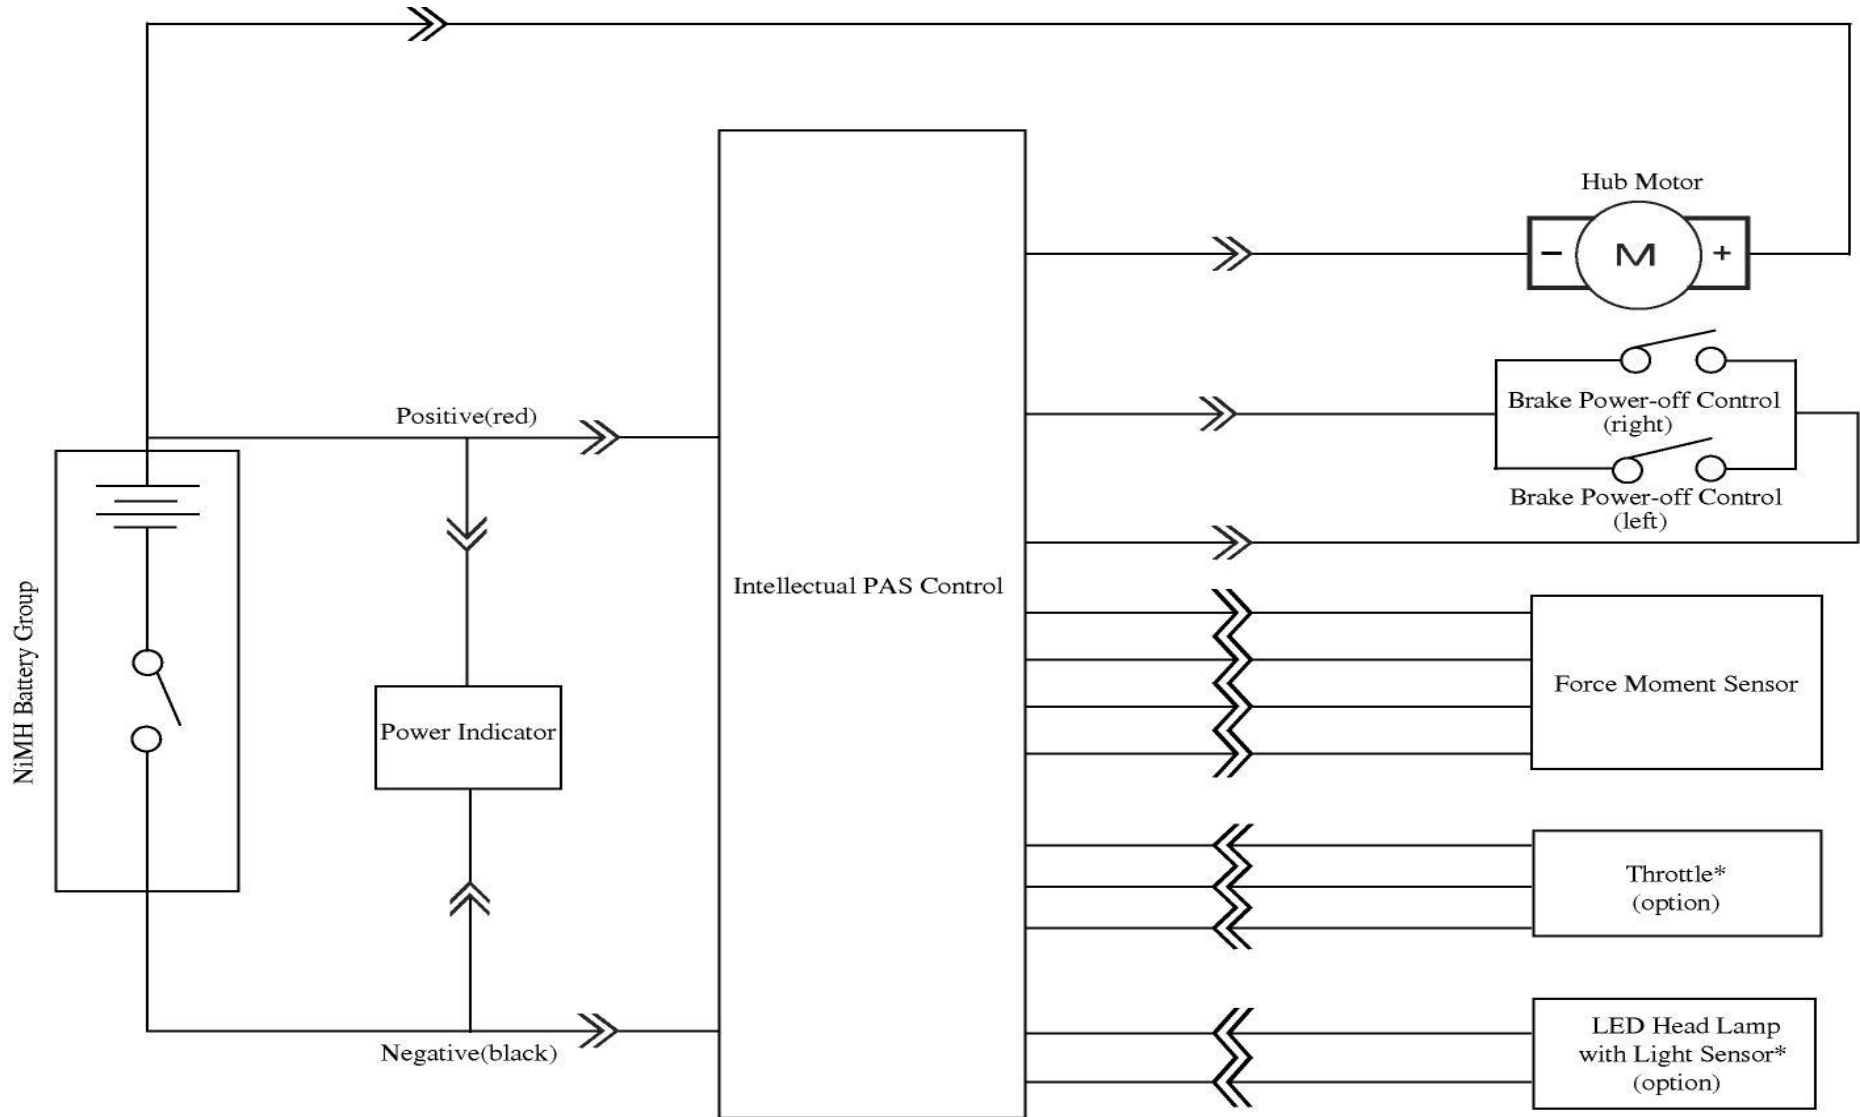 Hub Motor
− M +
Positive(red)
Brake Power-off Control
(right)
Brake Power-off Control
(left)
NiMH Battery Group
Intellectual PAS Control
Force Moment Sensor
Power Indicator
Throttle*
(option)
Negative(black)
LED Head Lamp
with Light Sensor*
(option)